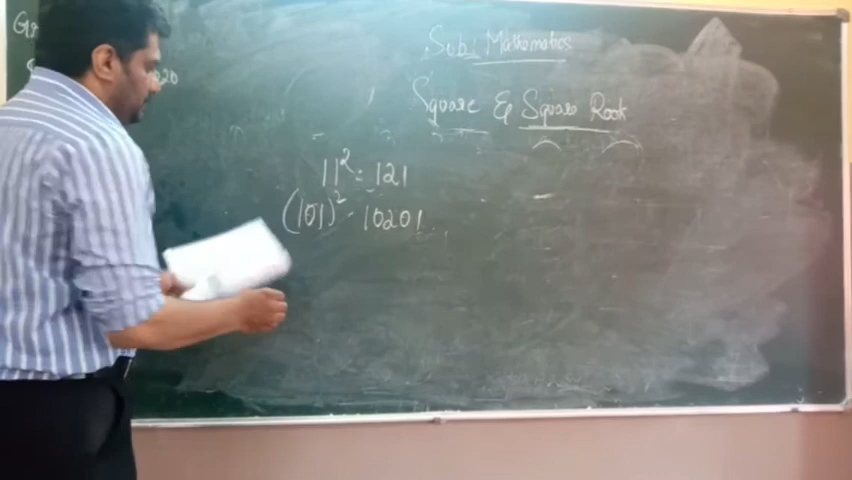 Sub: Mathematics
Square & Square Root
11² = 121
(101)² = 10201